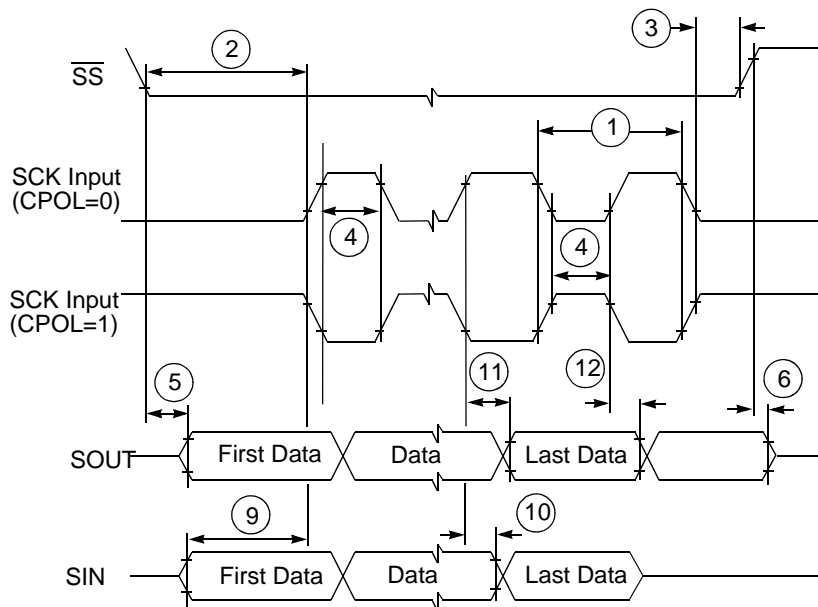 2
3
SS
1
SCK Input
(CPOL=0)
4
4
SCK Input
(CPOL=1)
5
11
12
6
SOUT
First Data
Data
Last Data
9
10
SIN
First Data
Data
Last Data